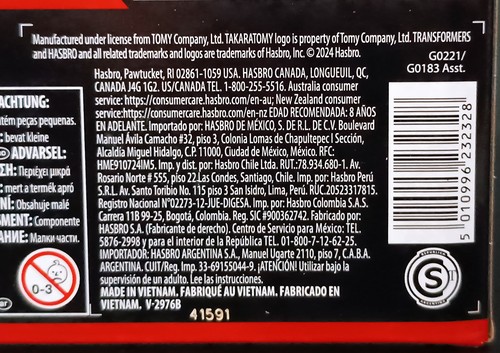 Manufactured under license from TOMY Company, Ltd. TAKARATOMY logo is property of Tomy Company, Ltd. TRANSFORMERS
and HASBRO and all related trademarks and logos are trademarks of Hasbro, Inc. © 2024 Hasbro.
G0221/
G0183 Asst.
Hasbro, Pawtucket, RI 02861-1059 USA. HASBRO CANADA, LONGUEUIL, QC,
CANADA J4G 1G2. US/CANADA TEL. 1-800-255-5516. Australia consumer
service: https://consumercare.hasbro.com/en-au; New Zealand consumer
service:https://consumercare.hasbro.com/en-nz EDAD RECOMENDADA: 8 AÑOS
EN ADELANTE. Importado por: HASBRO DE MÉXICO, S. DE R.L. DE C.V. Boulevard
Manuel Ávila Camacho #32, piso 3, Colonia Lomas de Chapultepec I Sección,
Alcaldía Miguel Hidalgo, C.P. 11000, Ciudad de México, México. RFC:
HME910724IM5. Imp. y dist. por: Hasbro Chile Ltda. RUT.:78.934.680-1. Av.
Rosario Norte # 555, piso 22.Las Condes, Santiago, Chile. Imp. por: Hasbro Perú
S.R.L. Av. Santo Toribio No. 115 piso 3 San Isidro, Lima, Perú. RUC.20523317815.
Registro Nacional N°02273-12-JUE-DIGESA. Imp. por: Hasbro Colombia S.A.S.
Carrera 11B 99-25, Bogotá, Colombia. Reg. SIC #900362742. Fabricado por:
HASBRO S.A. (Fabricante de derecho). Centro de Servicio para México: TEL.
5876-2998 y para el interior de la República TEL. 01-800-7-12-62-25.
IMPORTADOR: HASBRO ARGENTINA S.A., Manuel Ugarte 2110, piso 7, C.A.B.A.
ARGENTINA. CUIT/Reg. Imp. 33-69155044-9. ¡ATENCIÓN! Utilizar bajo la
supervisión de un adulto. Lee las instrucciones.
MADE IN VIETNAM. FABRIQUÉ AU VIETNAM. FABRICADO EN
VIETNAM. V-2976B
41591
ACHTUNG:
ntém peças pequenas.
: bevat kleine
ADVARSEL:
ΣΗ: Περιέχει μικρά
: mert a termék apró
NÍ: Obsahuje malé
SMENT: Componente
АНИЕ: Мелки части.
0-3
5 010996 232328
S